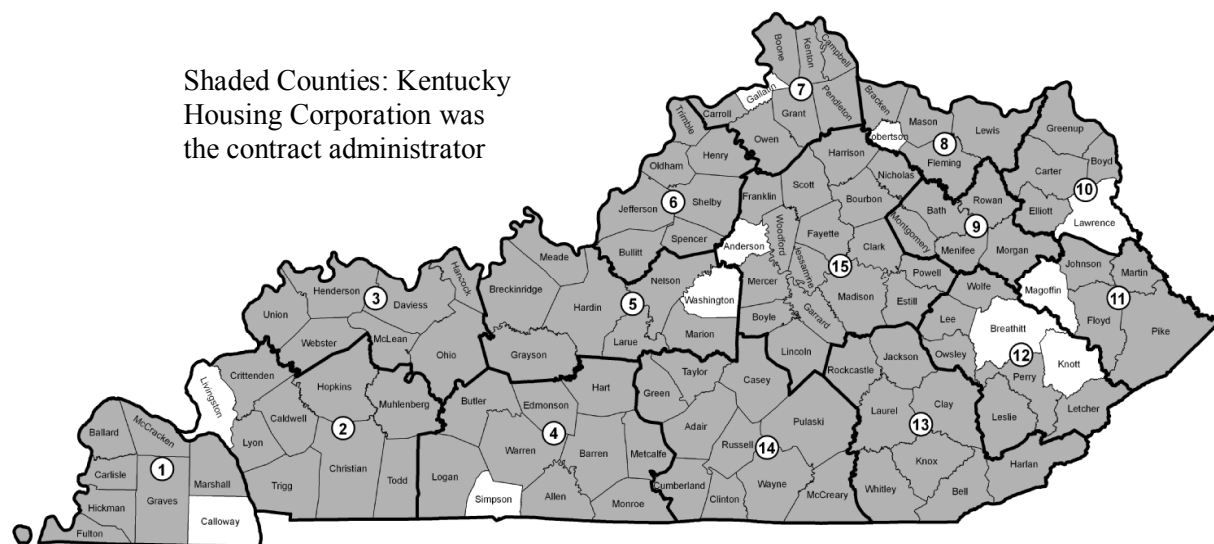 Shaded Counties: Kentucky
Housing Corporation was
the contract administrator
Boone
Kenton
Campbell
Gallatin
7
Carroll
Grant
Pendleton
Owen
Trimble
Bracken
Mason
Lewis
Robertson
8
Fleming
Greenup
Boyd
Carter
10
Elliott
Lawrence
Henry
Oldham
6
Shelby
Jefferson
Spencer
Bullitt
Harrison
Nicholas
Scott
Franklin
Bourbon
Woodford
Fayette
Anderson
Clark
Jessamine
15
Powell
Mercer
Madison
Estill
Boyle
Garrard
Lincoln
Rowan
Bath
9
Montgomery
Menifee
Morgan
Johnson
Martin
Magoffin
11
Floyd
Pike
Meade
Hancock
Breckinridge
Nelson
Hardin
5
Washington
Larue
Marion
Grayson
Henderson
3
Daviess
Union
Webster
McLean
Ohio
Wolfe
Lee
Breathitt
12
Owsley
Knott
Perry
Leslie
Letcher
Crittenden
Hopkins
Livingston
Muhlenberg
Caldwell
2
Lyon
Christian
Trigg
Todd
Hart
Butler
Edmonson
4
Warren
Barren
Metcalfe
Logan
Simpson
Allen
Monroe
Taylor
Casey
Green
Adair
Pulaski
Russell
14
Wayne
Cumberland
Clinton
McCreary
Jackson
Rockcastle
Laurel
Clay
13
Knox
Whitley
Bell
Harlan
McCracken
Ballard
1
Carlisle
Marshall
Graves
Hickman
Calloway
Fulton